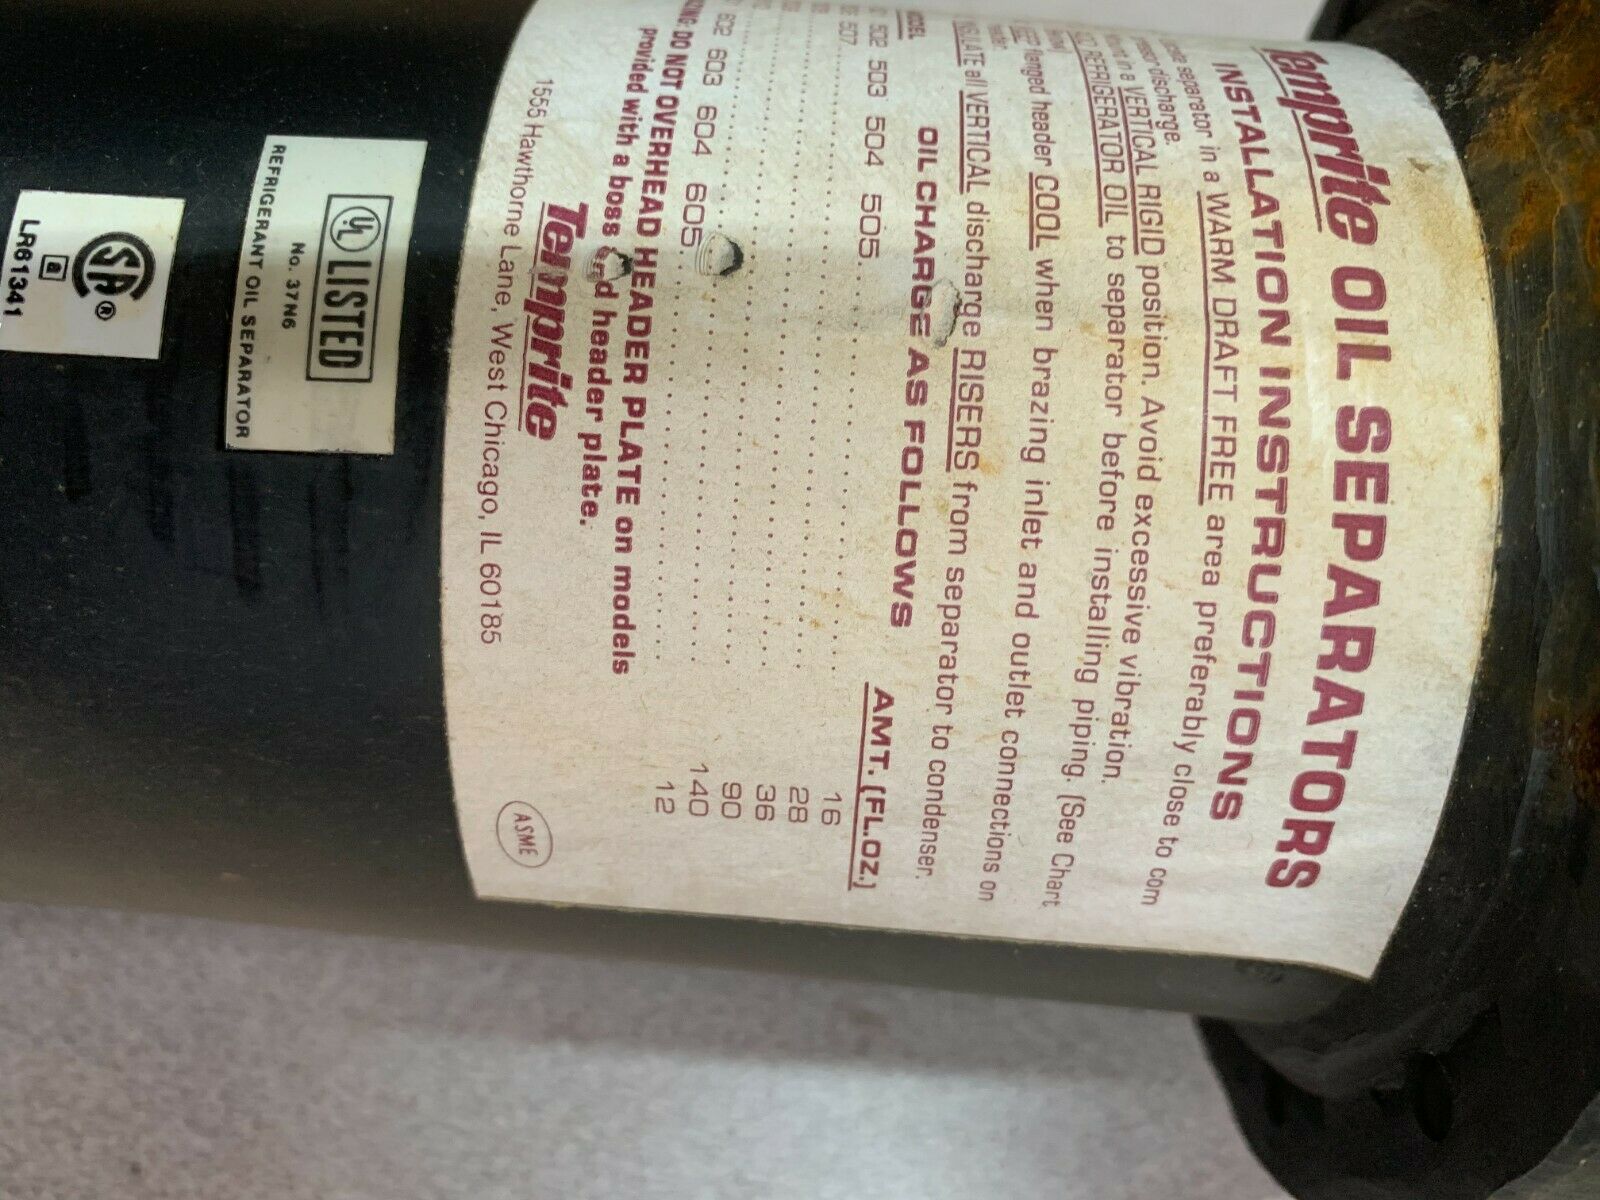 Temprite OIL SEPARATORS
INSTALLATION INSTRUCTIONS
separator in a WARM DRAFT FREE area preferably close to com
discharge.
in a VERTICAL RIGID position. Avoid excessive vibration.
REFRIGERATOR OIL to separator before installing piping. (See Chart
flanged header COOL when brazing inlet and outlet connections on
INSULATE all VERTICAL discharge RISERS from separator to condenser.
OIL CHARGE AS FOLLOWS
AMT. (FL.OZ.)
502 503 504 505 16
507 28
36
90
602 603 604 605 140
12
DO NOT OVERHEAD HEADER PLATE on models
provided with a boss and header plate.
Temprite
1555 Hawthorne Lane, West Chicago, IL 60185
ASME
UL LISTED
No. 37N6
REFRIGERANT OIL SEPARATOR
SA ®
a
LR61341